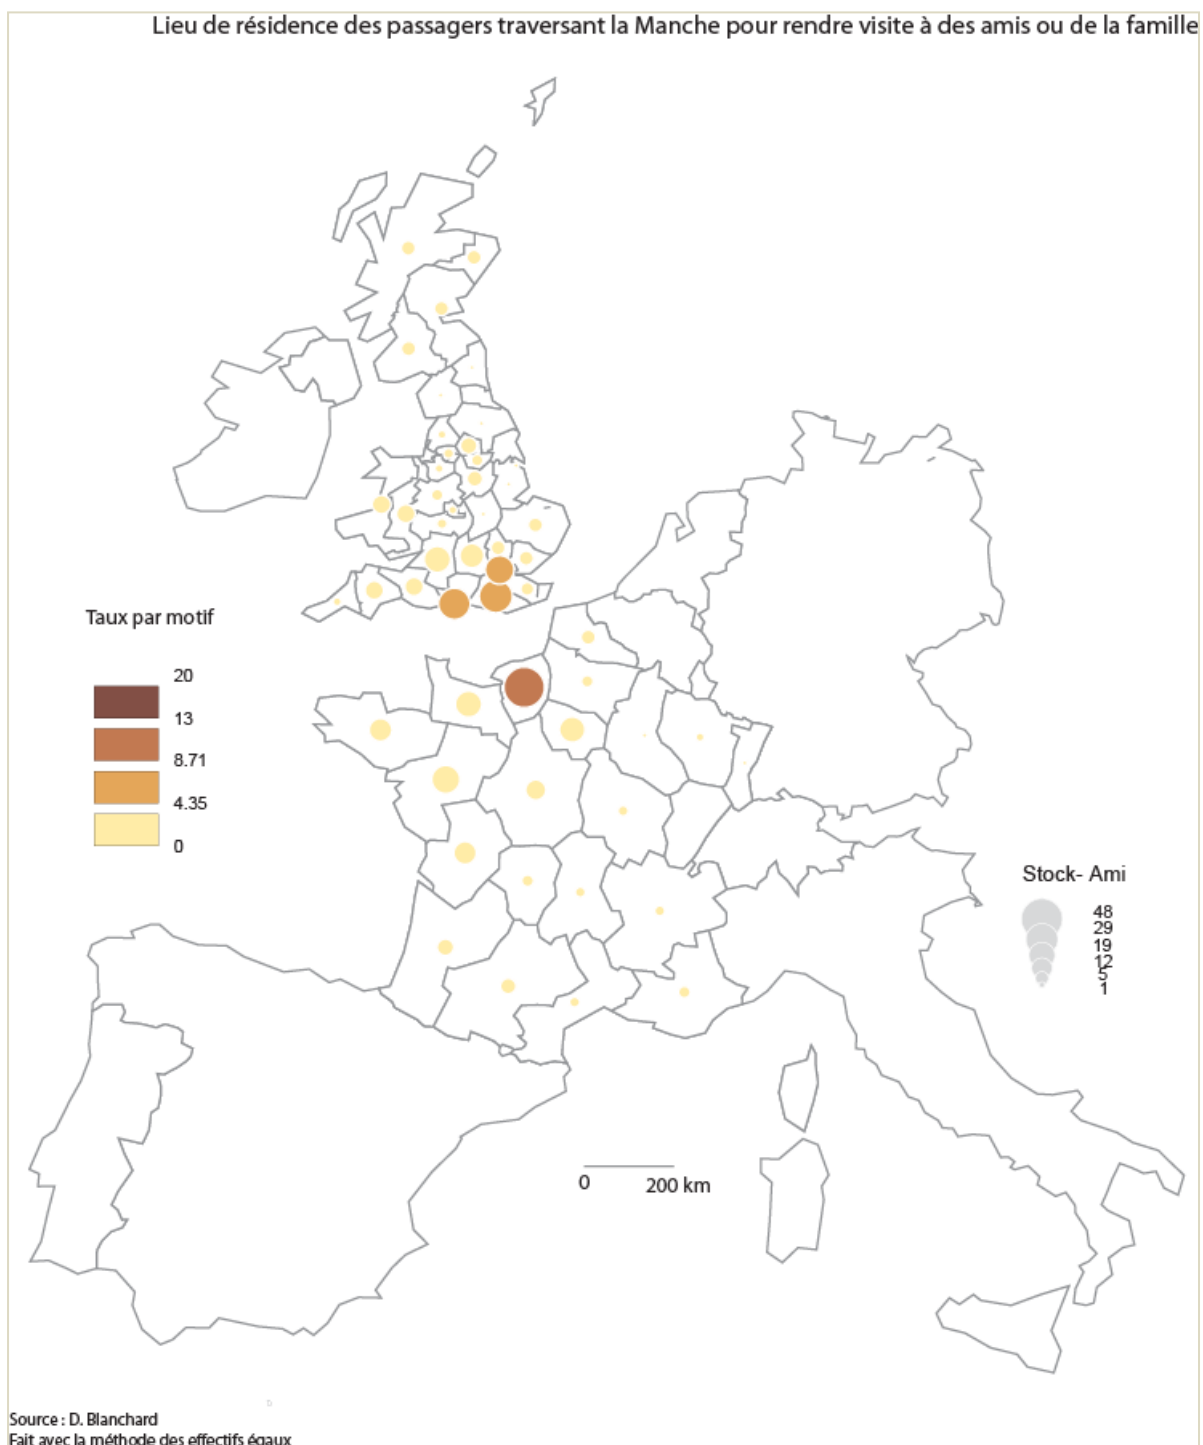 Lieu de résidence des passagers traversant la Manche pour rendre visite à des amis ou de la famille
Taux par motif
20
13
8.71
4.35
0
Stock- Ami
48
29
19
12
5
1
0
200 km
Source : D. Blanchard
Fait avec la méthode des effectifs égaux